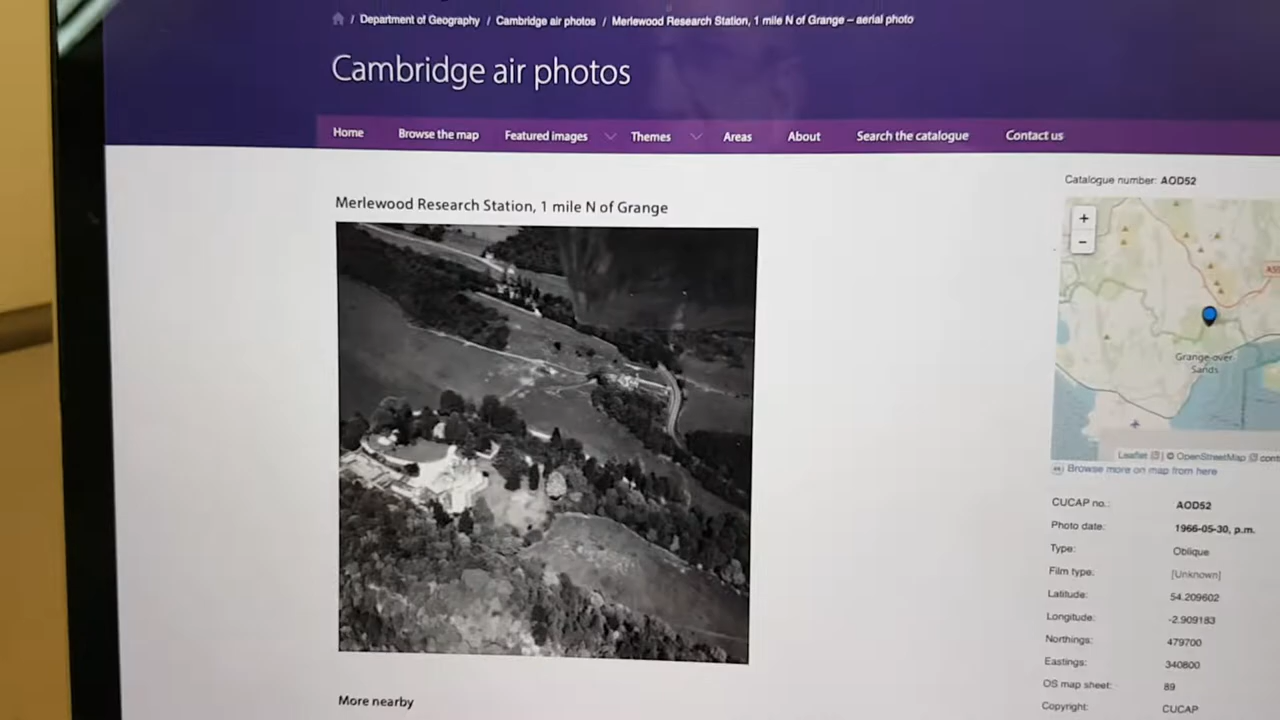 / Department of Geography / Cambridge air photos / Merlewood Research Station, 1 mile N of Grange – aerial photo
Cambridge air photos
Home Browse the map Featured images Themes Areas About Search the catalogue Contact us
Catalogue number: AOD52
Merlewood Research Station, 1 mile N of Grange
+
−
Grange-over
Sands
Leaflet | © OpenStreetMap
Browse more on map from here
CUCAP no.: AOD52
Photo date: 1966-05-30, p.m.
Type: Oblique
Film type: [Unknown]
Latitude: 54.209602
Longitude: -2.909183
Northings: 479700
Eastings: 340800
OS map sheet: 89
Copyright: CUCAP
More nearby